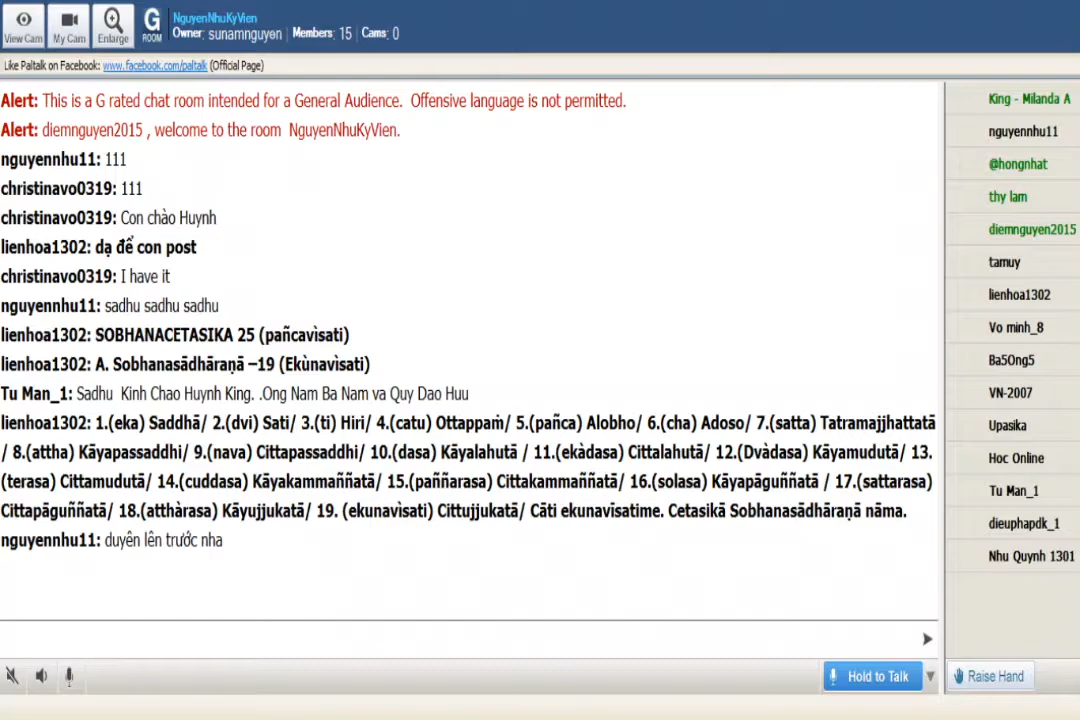 View Cam
My Cam
Enlarge
G
ROOM
NguyenNhuKyVien
Owner: sunamnguyen | Members: 15 | Cams: 0
Like Paltalk on Facebook: www.facebook.com/paltalk (Official Page)
Alert: This is a G rated chat room intended for a General Audience. Offensive language is not permitted.
Alert: diemnguyen2015 , welcome to the room NguyenNhuKyVien.
nguyennhu11: 111
christinavo0319: 111
christinavo0319: Con chào Huynh
lienhoa1302: dạ để con post
christinavo0319: I have it
nguyennhu11: sadhu sadhu sadhu
lienhoa1302: SOBHANACETASIKA 25 (pañcavìsati)
lienhoa1302: A. Sobhanasādhāraṇā –19 (Ekùnavìsati)
Tu Man_1: Sadhu Kinh Chao Huynh King. .Ong Nam Ba Nam va Quy Dao Huu
lienhoa1302: 1.(eka) Saddhā/ 2.(dvi) Sati/ 3.(ti) Hiri/ 4.(catu) Ottappaṁ/ 5.(pañca) Alobho/ 6.(cha) Adoso/ 7.(satta) Tatramajjhattatā
/ 8.(attha) Kāyapassaddhi/ 9.(nava) Cittapassaddhi/ 10.(dasa) Kāyalahutā / 11.(ekàdasa) Cittalahutā/ 12.(Dvàdasa) Kāyamudutā/ 13.
(terasa) Cittamudutā/ 14.(cuddasa) Kāyakammaññatā/ 15.(paññarasa) Cittakammaññatā/ 16.(solasa) Kāyapāguññatā / 17.(sattarasa)
Cittapāguññatā/ 18.(atthàrasa) Kāyujjukatā/ 19. (ekunavìsati) Cittujjukatā/ Cāti ekunavīsatime. Cetasikā Sobhanasādhāraṇā nāma.
nguyennhu11: duyên lên trước nha
King - Milanda A
nguyennhu11
@hongnhat
thy lam
diemnguyen2015
tamuy
lienhoa1302
Vo minh_8
Ba5Ong5
VN-2007
Upasika
Hoc Online
Tu Man_1
dieuphapdk_1
Nhu Quynh 1301
Hold to Talk
Raise Hand